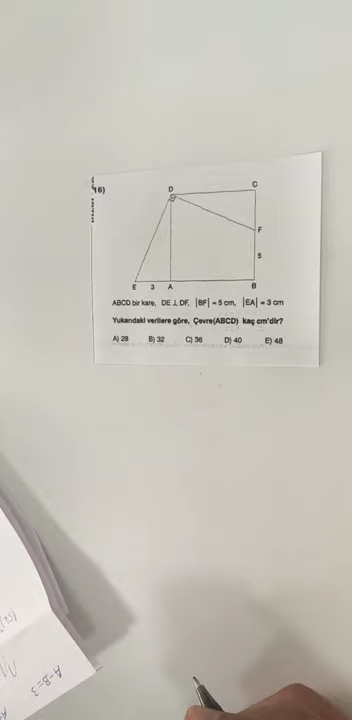 16)
D
C
F
5
E 3 A B
ABCD bir kare, DE ⊥ DF, |BF| = 5 cm, |EA| = 3 cm
Yukarıdaki verilere göre, Çevre(ABCD) kaç cm'dir?
A) 28 B) 32 C) 36 D) 40 E) 48
A-B=3